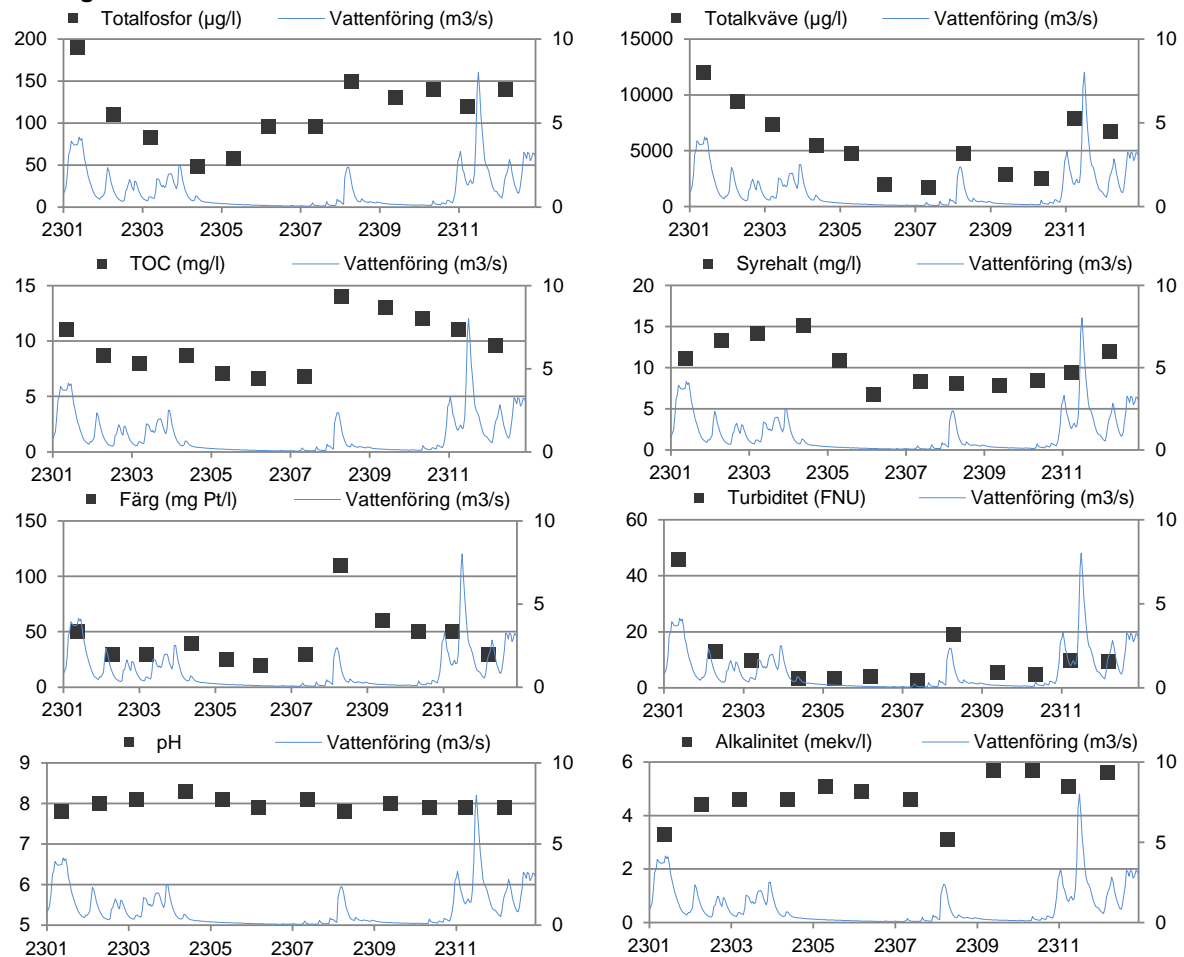 Totalfosfor (µg/l) Vattenföring (m3/s)
200 10
150
100 5
50
0 0
2301 2303 2305 2307 2309 2311
Totalkväve (µg/l) Vattenföring (m3/s)
15000 10
10000
5
5000
0 0
2301 2303 2305 2307 2309 2311
TOC (mg/l) Vattenföring (m3/s)
15 10
10
5
5
0 0
2301 2303 2305 2307 2309 2311
Syrehalt (mg/l) Vattenföring (m3/s)
20 10
15
10 5
5
0 0
2301 2303 2305 2307 2309 2311
Färg (mg Pt/l) Vattenföring (m3/s)
150 10
100
5
50
0 0
2301 2303 2305 2307 2309 2311
Turbiditet (FNU) Vattenföring (m3/s)
60 10
40
5
20
0 0
2301 2303 2305 2307 2309 2311
pH Vattenföring (m3/s)
9 10
8
7 5
6
5 0
2301 2303 2305 2307 2309 2311
Alkalinitet (mekv/l) Vattenföring (m3/s)
6 10
4
5
2
0 0
2301 2303 2305 2307 2309 2311